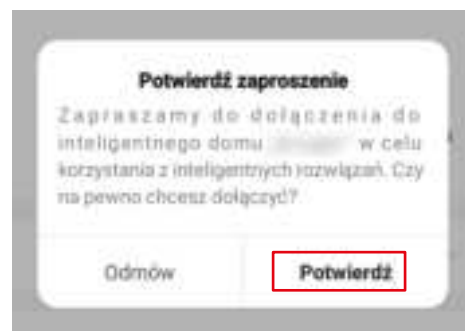 Potwierdź zaproszenie
Zapraszamy do dołączenia do
inteligentnego domu w celu
korzystania z inteligentnych rozwiązań. Czy
na pewno chcesz dołączyć?
Odmów
Potwierdź